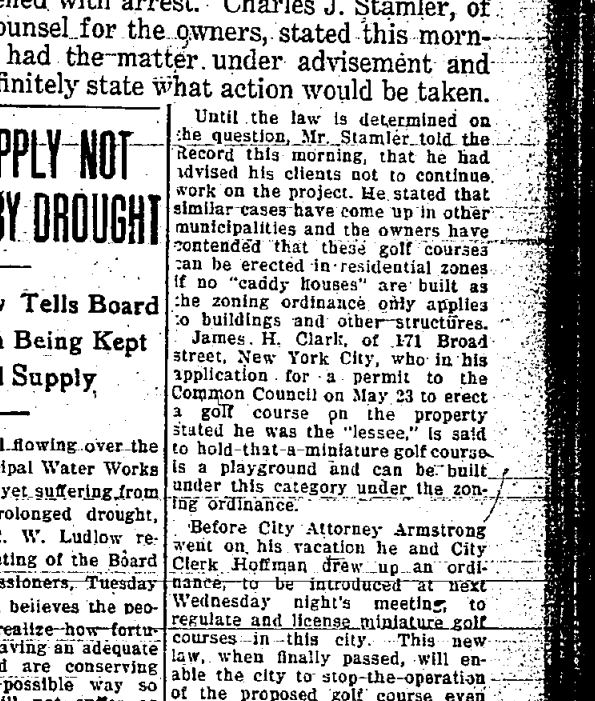 ened with arrest. Charles J. Stamler, of
ounsel for the owners, stated this morn-
had the matter under advisement and
finitely state what action would be taken.
PPLY NOT
BY DROUGHT
Tells Board
Being Kept
Supply
flowing over the
ipal Water Works
yet suffering from
rolonged drought,
W. Ludlow re-
ting of the Board
ssioners, Tuesday
believes the peo-
realize how fortu-
aving an adequate
d are conserving
possible way so
Until the law is determined on
the question, Mr. Stamler told the
Record this morning, that he had
advised his clients not to continue
work on the project. He stated that
similar cases have come up in other
municipalities and the owners have
contended that these golf courses
can be erected in residential zones
if no "caddy houses" are built as
the zoning ordinance only applies
to buildings and other structures.
James H. Clark, of 171 Broad
street, New York City, who in his
application for a permit to the
Common Council on May 23 to erect
a golf course on the property
stated he was the "lessee," is said
to hold that a miniature golf course
is a playground and can be built
under this category under the zon-
ing ordinance.
Before City Attorney Armstrong
went on his vacation he and City
Clerk Hoffman drew up an ordi-
nance, to be introduced at next
Wednesday night's meeting, to
regulate and license miniature golf
courses in this city. This new
law, when finally passed, will en-
able the city to stop the operation
of the proposed golf course even